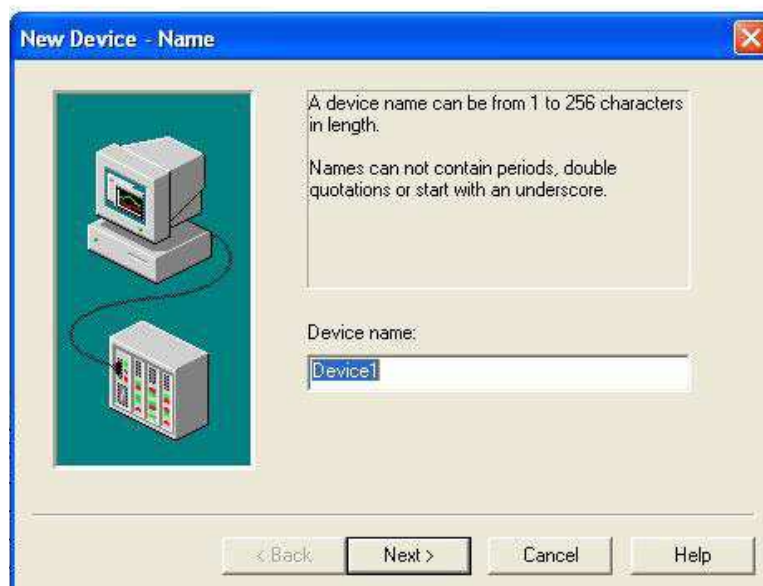 New Device - Name
A device name can be from 1 to 256 characters
in length.
Names can not contain periods, double
quotations or start with an underscore.
Device name:
Device1
< Back
Next >
Cancel
Help